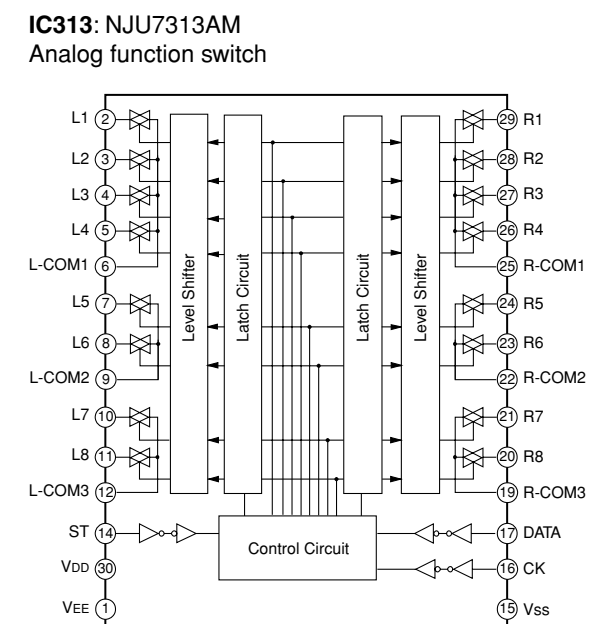 IC313: NJU7313AM
Analog function switch
L1 2 29 R1
L2 3 28 R2
L3 4 27 R3
L4 5 26 R4
L-COM1 6 25 R-COM1
Level Shifter Latch Circuit Latch Circuit Level Shifter
L5 7 24 R5
L6 8 23 R6
L-COM2 9 22 R-COM2
L7 10 21 R7
L8 11 20 R8
L-COM3 12 19 R-COM3
ST 14 17 DATA
Control Circuit
VDD 30 16 CK
VEE 1 15 Vss